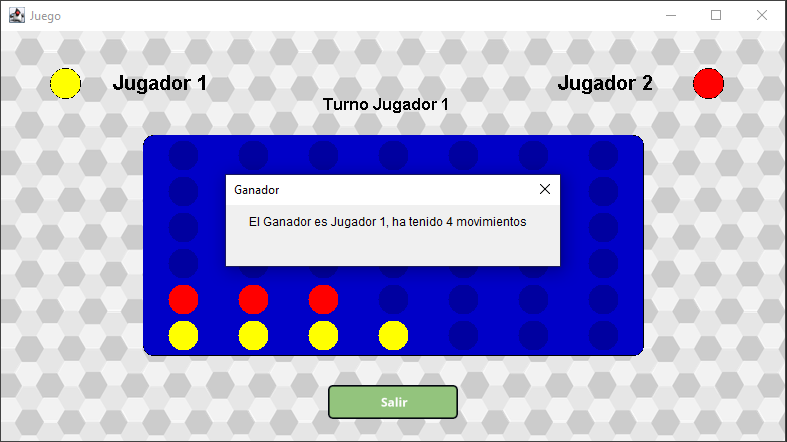 Juego
Jugador 1
Jugador 2
Turno Jugador 1
Ganador
El Ganador es Jugador 1, ha tenido 4 movimientos
Salir